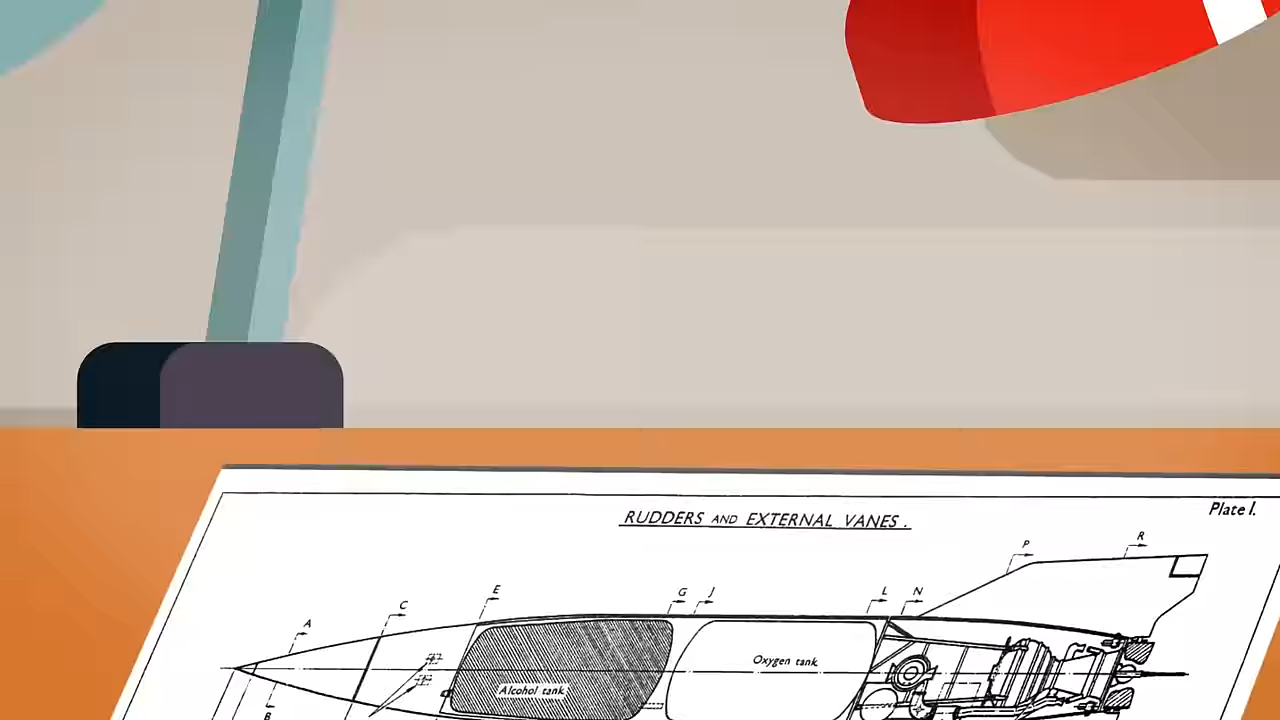 Plate I.
RUDDERS AND EXTERNAL VANES.
P
R
A
C
E
G
J
L
N
Oxygen tank.
Alcohol tank.
B